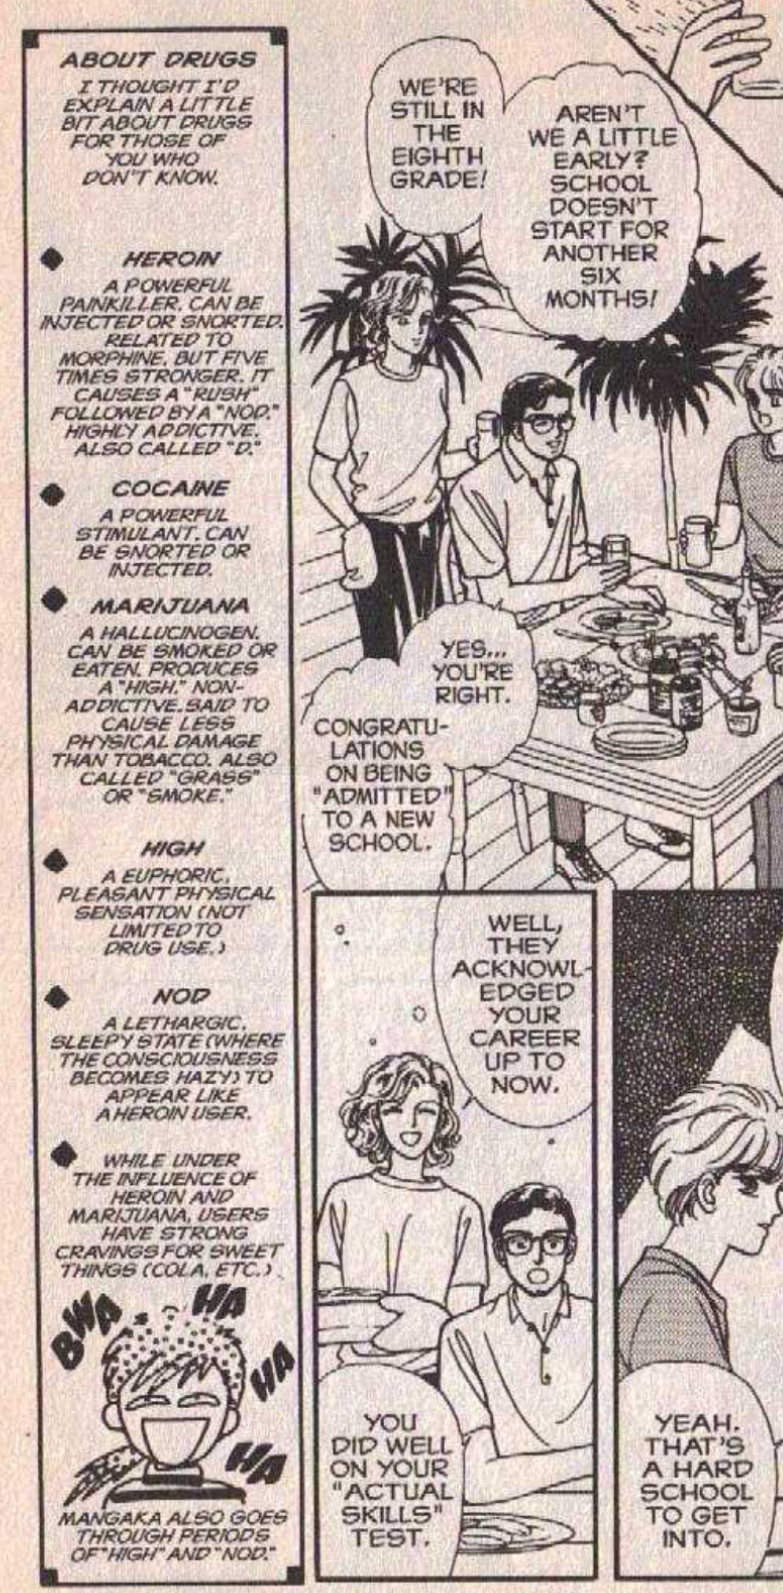 ABOUT DRUGS
I THOUGHT I'D
EXPLAIN A LITTLE
BIT ABOUT DRUGS
FOR THOSE OF
YOU WHO
DON'T KNOW.
HEROIN
A POWERFUL
PAINKILLER. CAN BE
INJECTED OR SNORTED.
RELATED TO
MORPHINE, BUT FIVE
TIMES STRONGER. IT
CAUSES A "RUSH"
FOLLOWED BY A "NOD."
HIGHLY ADDICTIVE.
ALSO CALLED "D."
COCAINE
A POWERFUL
STIMULANT. CAN
BE SNORTED OR
INJECTED.
MARIJUANA
A HALLUCINOGEN.
CAN BE SMOKED OR
EATEN. PRODUCES
A "HIGH." NON-
ADDICTIVE. SAID TO
CAUSE LESS
PHYSICAL DAMAGE
THAN TOBACCO. ALSO
CALLED "GRASS"
OR "SMOKE."
HIGH
A EUPHORIC,
PLEASANT PHYSICAL
SENSATION (NOT
LIMITED TO
DRUG USE.)
NOD
A LETHARGIC,
SLEEPY STATE (WHERE
THE CONSCIOUSNESS
BECOMES HAZY) TO
APPEAR LIKE
A HEROIN USER.
WHILE UNDER
THE INFLUENCE OF
HEROIN AND
MARIJUANA, USERS
HAVE STRONG
CRAVINGS FOR SWEET
THINGS (COLA, ETC.)
BWA
HA
HA
HA
MANGAKA ALSO GOES
THROUGH PERIODS
OF "HIGH" AND "NOD."
WE'RE
STILL IN
THE
EIGHTH
GRADE!
AREN'T
WE A LITTLE
EARLY?
SCHOOL
DOESN'T
START FOR
ANOTHER
SIX
MONTHS!
YES...
YOU'RE
RIGHT.
CONGRATU-
LATIONS
ON BEING
"ADMITTED"
TO A NEW
SCHOOL.
WELL,
THEY
ACKNOWL-
EDGED
YOUR
CAREER
UP TO
NOW.
YOU
DID WELL
ON YOUR
"ACTUAL
SKILLS"
TEST.
YEAH.
THAT'S
A HARD
SCHOOL
TO GET
INTO.